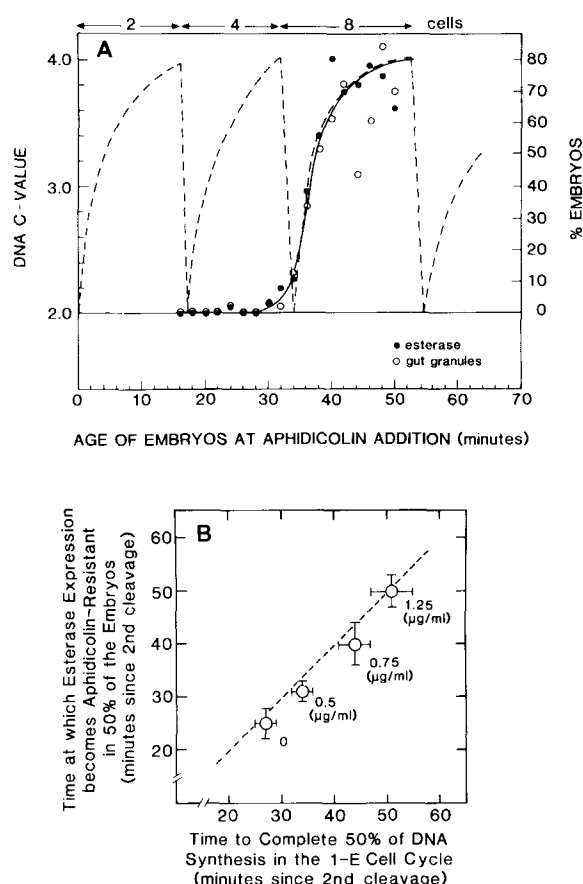 2 4 8 cells
A
4.0
3.0
2.0
DNA C-VALUE
80
70
60
50
40
30
20
10
0
% EMBRYOS
● esterase
○ gut granules
0 10 20 30 40 50 60 70
AGE OF EMBRYOS AT APHIDICOLIN ADDITION (minutes)
B
Time at which Esterase Expression
becomes Aphidicolin-Resistant
in 50% of the Embryos
(minutes since 2nd cleavage)
60
50
40
30
20
1.25
(µg/ml)
0.75
(µg/ml)
0.5
(µg/ml)
0
20 30 40 50 60
Time to Complete 50% of DNA
Synthesis in the 1-E Cell Cycle
(minutes since 2nd cleavage)